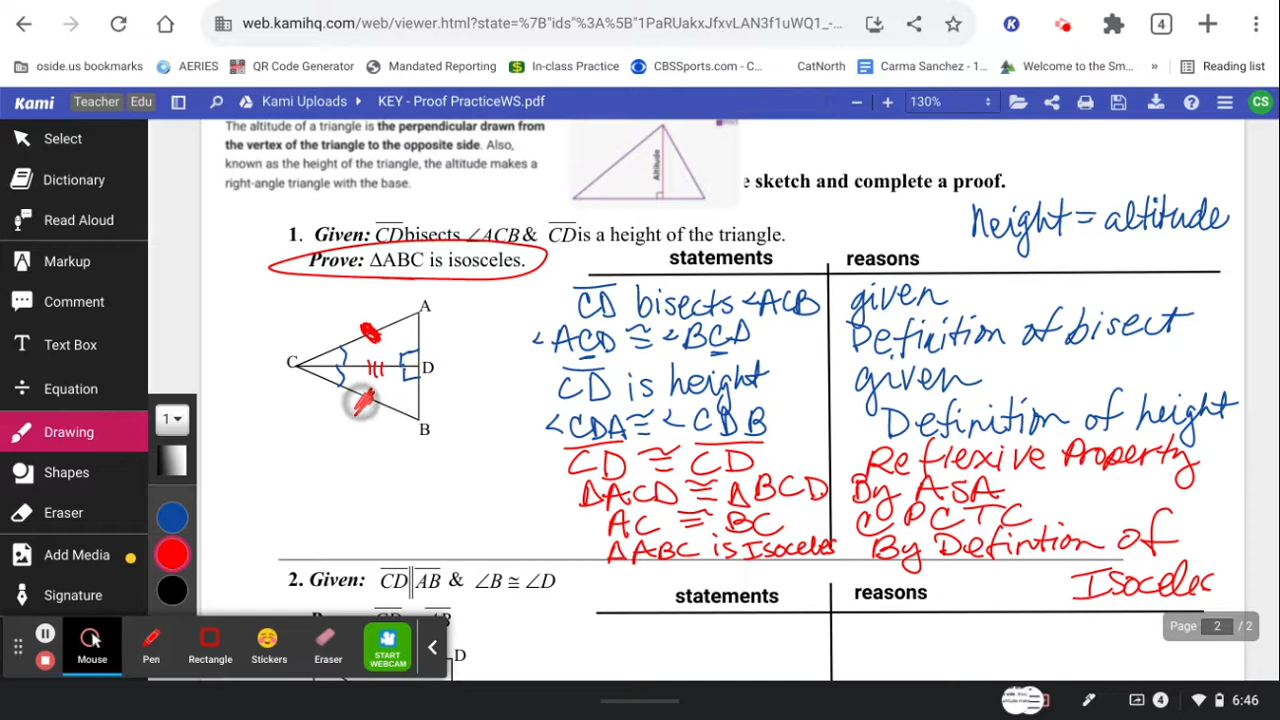 web.kamihq.com/web/viewer.html?state=%7B"ids"%3A%5B"1PaRUakxJfxvLAN3f1uWQ1_-...
4
oside.us bookmarks AERIES QR Code Generator Mandated Reporting In-class Practice CBSSports.com - C... CatNorth Carma Sanchez - 1... Welcome to the Sm... » Reading list
Kami Teacher Edu Kami Uploads KEY - Proof PracticeWS.pdf 130% CS
Select
Dictionary
Read Aloud
Markup
Comment
Text Box
Equation
Drawing
Shapes
Eraser
Add Media
Signature
1
The altitude of a triangle is the perpendicular drawn from
the vertex of the triangle to the opposite side. Also,
known as the height of the triangle, the altitude makes a
right-angle triangle with the base.
Altitude
e sketch and complete a proof.
height = altitude
1. Given: CD bisects ∠ACB & CD is a height of the triangle.
Prove: ΔABC is isosceles.
statements reasons
CD bisects <ACB given
<ACD ≅ <BCD Definition of bisect
CD is height given
<CDA ≅ <CDB Definition of height
CD ≅ CD Reflexive Property
ΔACD ≅ ΔBCD By ASA
AC ≅ BC CPCTC
ΔABC is Isoceles By Defintion of
Isoceles
A
C
D
B
2. Given: CD∥AB & ∠B ≅ ∠D
statements reasons
D
Page 2 / 2
Mouse Pen Rectangle Stickers Eraser START WEBCAM
4 6:46